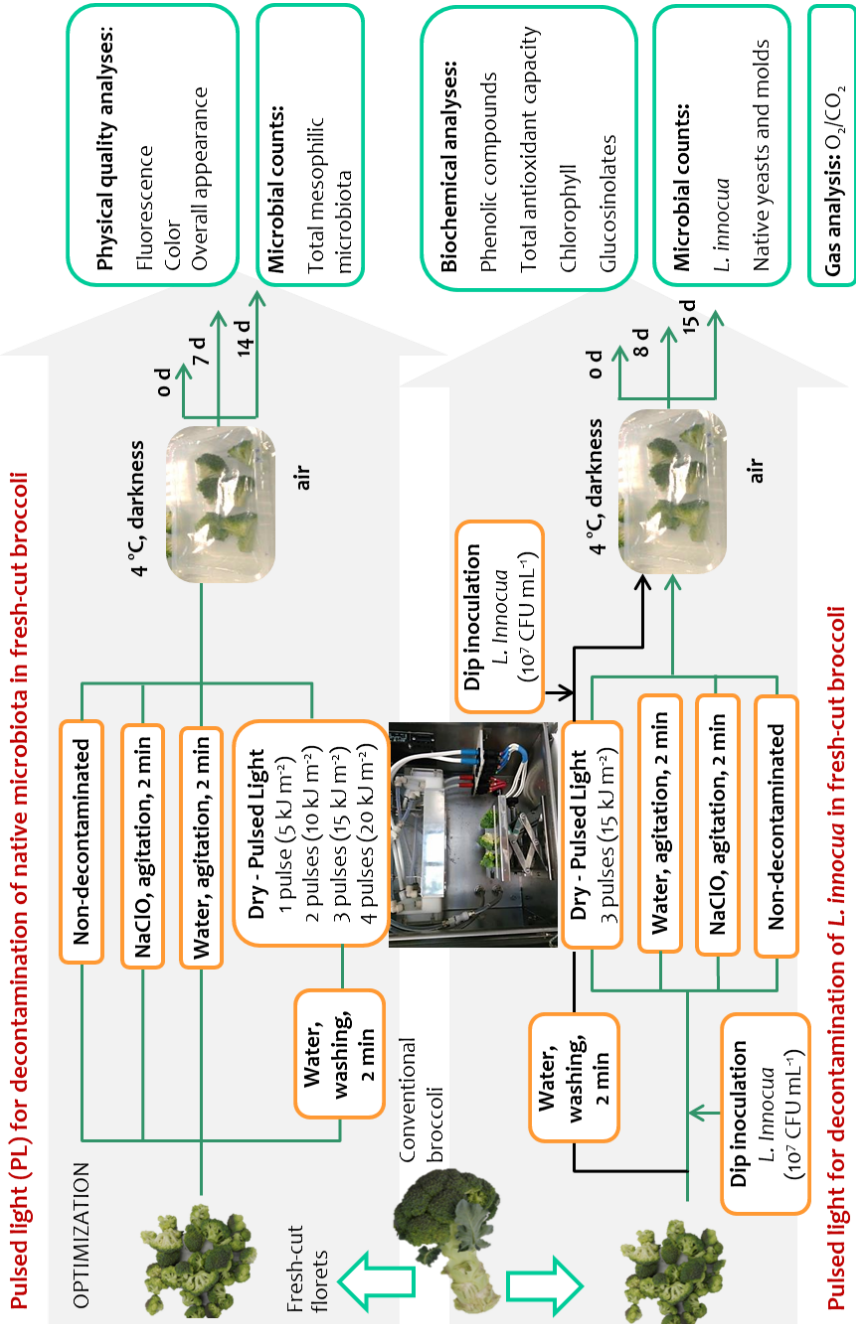 Pulsed light (PL) for decontamination of native microbiota in fresh-cut broccoli
OPTIMIZATION
Fresh-cut
florets
Conventional
broccoli
Non-decontaminated
NaClO, agitation, 2 min
Water, agitation, 2 min
Water,
washing,
2 min
Dry - Pulsed Light
1 pulse (5 kJ m⁻²)
2 pulses (10 kJ m⁻²)
3 pulses (15 kJ m⁻²)
4 pulses (20 kJ m⁻²)
4 °C, darkness
air
0 d
7 d
14 d
Physical quality analyses:
Fluorescence
Color
Overall appearance
Microbial counts:
Total mesophilic
microbiota
Water,
washing,
2 min
Dip inoculation
L. Innocua
(10⁷ CFU mL⁻¹)
Dry - Pulsed Light
3 pulses (15 kJ m⁻²)
Water, agitation, 2 min
NaClO, agitation, 2 min
Non-decontaminated
Dip inoculation
L. Innocua
(10⁷ CFU mL⁻¹)
4 °C, darkness
air
0 d
8 d
15 d
Biochemical analyses:
Phenolic compounds
Total antioxidant capacity
Chlorophyll
Glucosinolates
Microbial counts:
L. innocua
Native yeasts and molds
Gas analysis: O₂/CO₂
Pulsed light for decontamination of L. innocua in fresh-cut broccoli